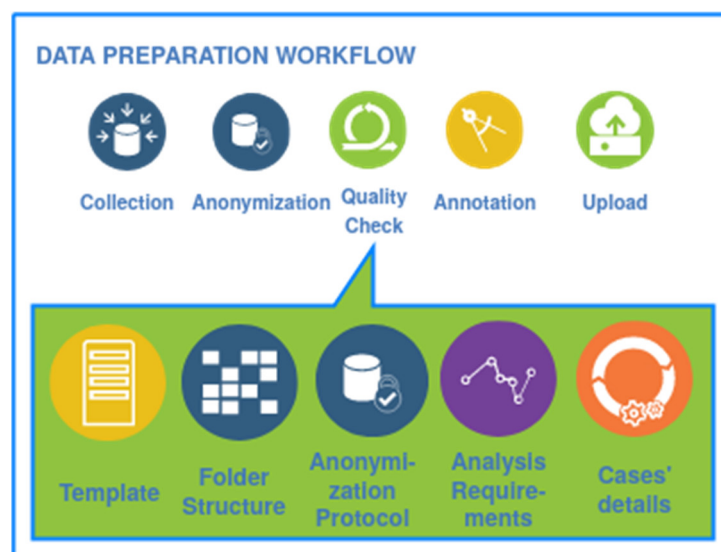 DATA PREPARATION WORKFLOW
Collection
Anonymization
Quality
Check
Annotation
Upload
Template
Folder
Structure
Anonymi-
zation
Protocol
Analysis
Require-
ments
Cases'
details